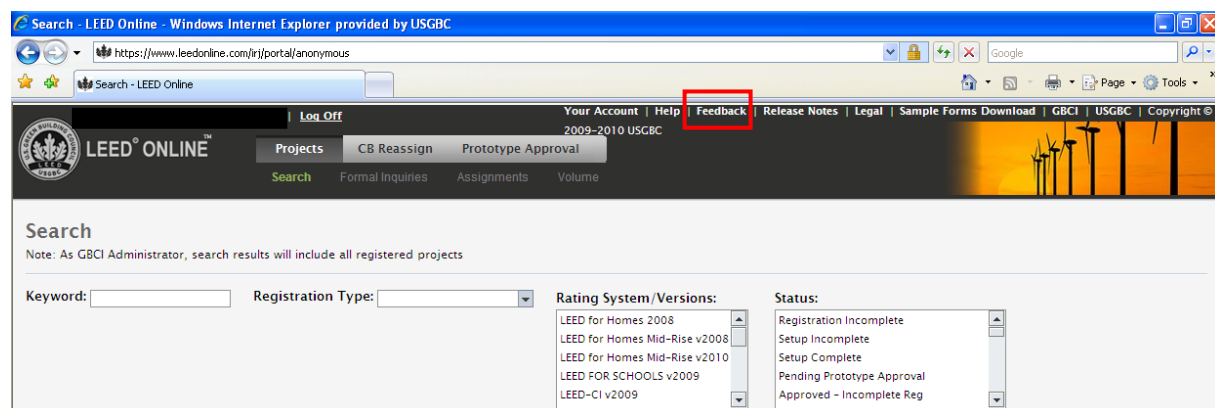 Search - LEED Online - Windows Internet Explorer provided by USGBC
https://www.leedonline.com/irj/portal/anonymous
Google
Search - LEED Online
Page
Tools
| Log Off
Your Account | Help | Feedback | Release Notes | Legal | Sample Forms Download | GBCI | USGBC | Copyright ©
2009-2010 USGBC
LEED® ONLINE™
Projects CB Reassign Prototype Approval
Search Formal Inquiries Assignments Volume
Search
Note: As GBCI Administrator, search results will include all registered projects
Keyword: Registration Type: Rating System/Versions: Status:
LEED for Homes 2008 Registration Incomplete
LEED for Homes Mid-Rise v2008 Setup Incomplete
LEED for Homes Mid-Rise v2010 Setup Complete
LEED FOR SCHOOLS v2009 Pending Prototype Approval
LEED-CI v2009 Approved - Incomplete Reg